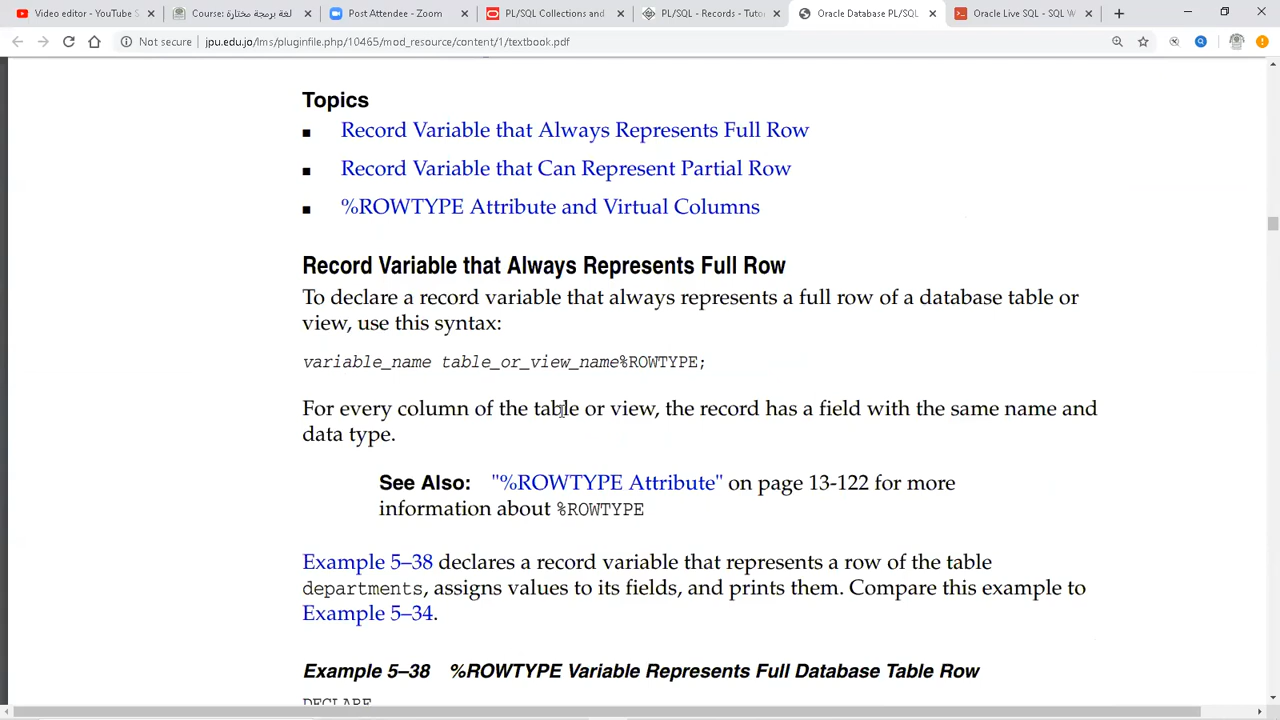 Video editor - YouTube S
Course: لغة برمجة مختارة
Post Attendee - Zoom
PL/SQL Collections and
PL/SQL - Records - Tutor
Oracle Database PL/SQL
Oracle Live SQL - SQL W
Not secure | jpu.edu.jo/lms/pluginfile.php/10465/mod_resource/content/1/textbook.pdf
Topics
■ Record Variable that Always Represents Full Row
■ Record Variable that Can Represent Partial Row
■ %ROWTYPE Attribute and Virtual Columns
Record Variable that Always Represents Full Row
To declare a record variable that always represents a full row of a database table or
view, use this syntax:
variable_name table_or_view_name%ROWTYPE;
For every column of the table or view, the record has a field with the same name and
data type.
See Also: "%ROWTYPE Attribute" on page 13-122 for more
information about %ROWTYPE
Example 5–38 declares a record variable that represents a row of the table
departments, assigns values to its fields, and prints them. Compare this example to
Example 5–34.
Example 5–38 %ROWTYPE Variable Represents Full Database Table Row
DECLARE